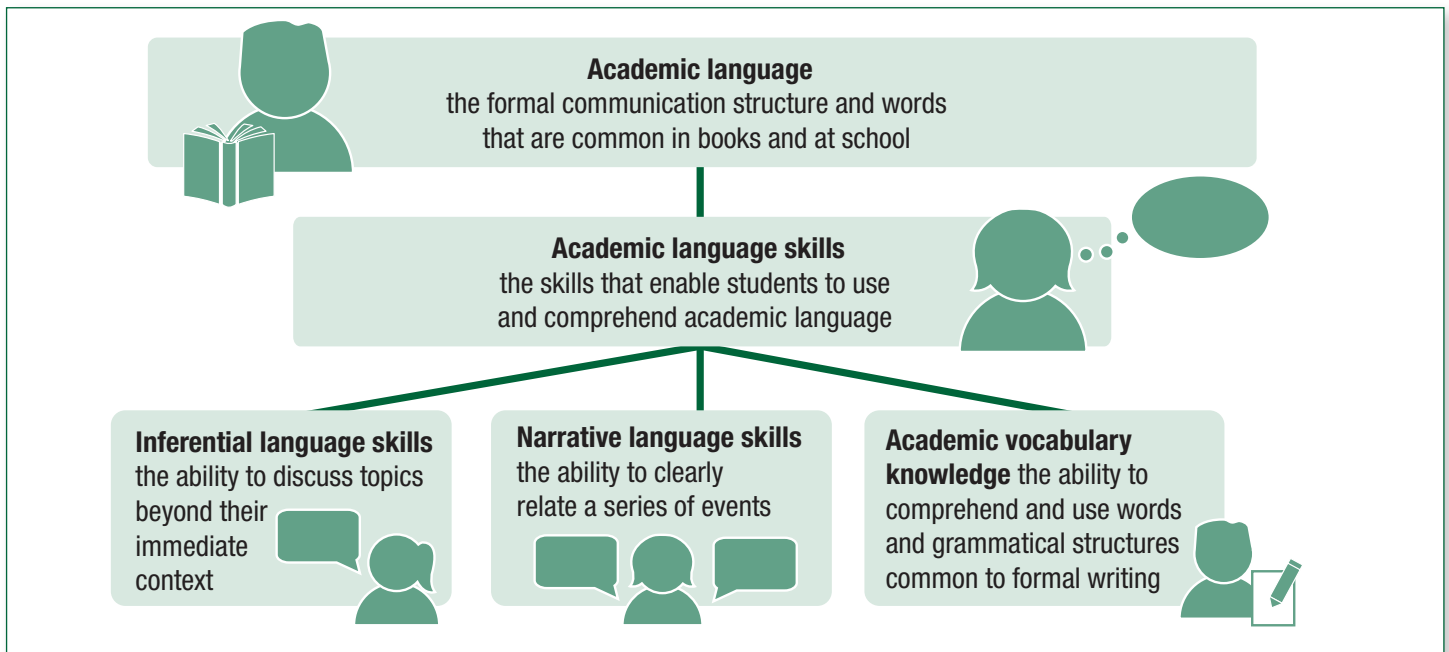 Academic language
the formal communication structure and words
that are common in books and at school
Academic language skills
the skills that enable students to use
and comprehend academic language
Inferential language skills
the ability to discuss topics
beyond their
immediate
context
Narrative language skills
the ability to clearly
relate a series of events
Academic vocabulary
knowledge the ability to
comprehend and use words
and grammatical structures
common to formal writing